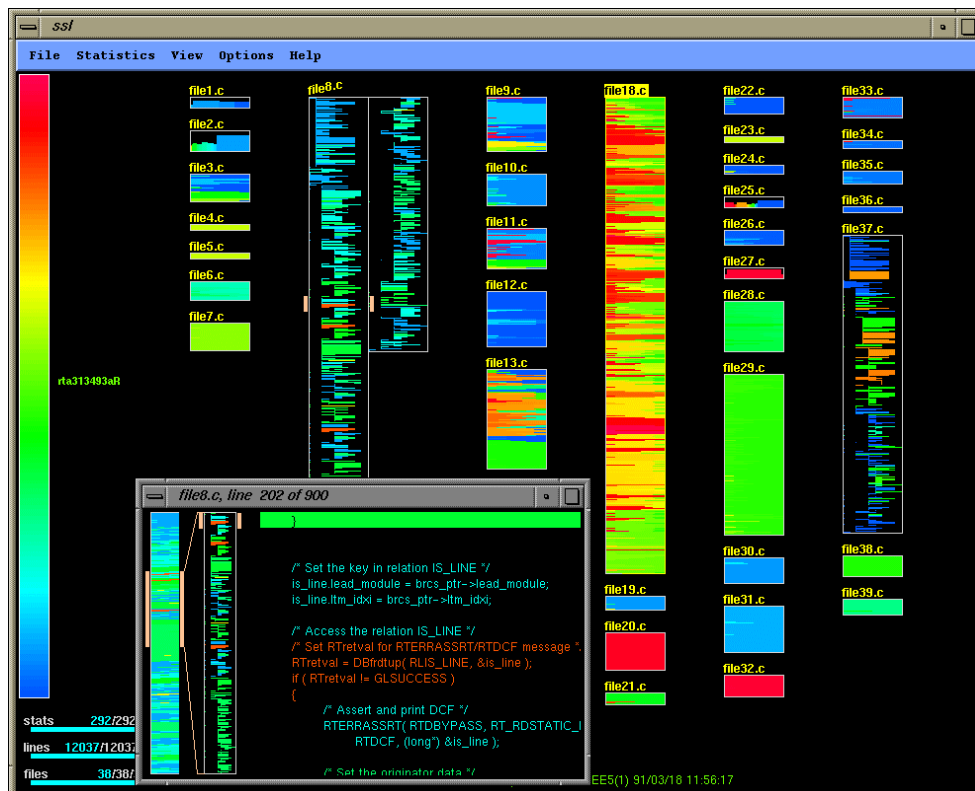 ssl
File Statistics View Options Help
file1.c
file2.c
file3.c
file4.c
file5.c
file6.c
file7.c
file8.c
file9.c
file10.c
file11.c
file12.c
file13.c
file18.c
file19.c
file20.c
file21.c
file22.c
file23.c
file24.c
file25.c
file26.c
file27.c
file28.c
file29.c
file30.c
file31.c
file32.c
file33.c
file34.c
file35.c
file36.c
file37.c
file38.c
file39.c
rta313493aR
stats 292/292
lines 12037/12037
files 38/38/
file8.c, line 202 of 900
}
/* Set the key in relation IS_LINE */
is_line.lead_module = brcs_ptr->lead_module;
is_line.ltm_idxi = brcs_ptr->ltm_idxi;
/* Access the relation IS_LINE */
/* Set RTretval for RTERRASSRT/RTDCF message *
RTretval = DBfrdtup( RLIS_LINE, &is_line );
if ( RTretval != GLSUCCESS )
{
/* Assert and print DCF */
RTERRASSRT( RTDBYPASS, RT_RDSTATIC_
RTDCF, (long*) &is_line );
/* Set the originator data */
EE5(1) 91/03/18 11:56:17